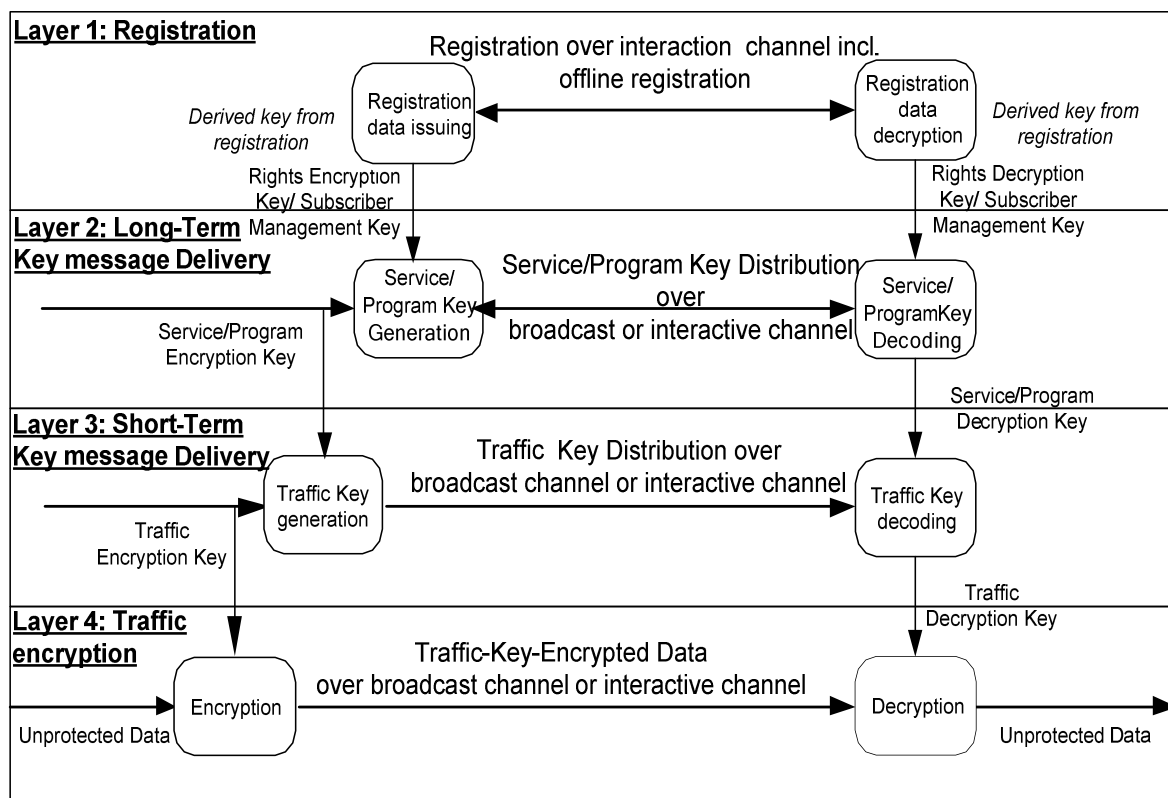 Layer 1: Registration
Registration over interaction channel incl.
offline registration
Registration
data issuing
Registration
data
decryption
Derived key from
registration
Derived key from
registration
Rights Encryption
Key/ Subscriber
Management Key
Rights Decryption
Key/ Subscriber
Management Key
Layer 2: Long-Term
Key message Delivery
Service/
Program Key
Generation
Service/Program Key Distribution
over
broadcast or interactive channel
Service/
ProgramKey
Decoding
Service/Program
Encryption Key
Service/Program
Decryption Key
Layer 3: Short-Term
Key message Delivery
Traffic Key
generation
Traffic Key Distribution over
broadcast channel or interactive channel
Traffic Key
decoding
Traffic
Encryption Key
Traffic
Decryption Key
Layer 4: Traffic
encryption
Encryption
Traffic-Key-Encrypted Data
over broadcast channel or interactive channel
Decryption
Unprotected Data
Unprotected Data